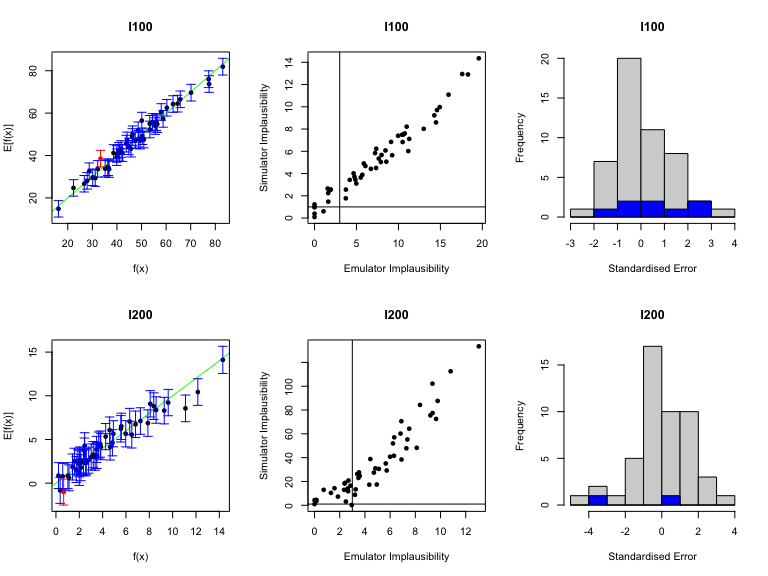 I100 I100 I100
E[f(x)] 20 40 60 80
20 30 40 50 60 70 80
f(x)
Simulator Implausibility 0 2 4 6 8 10 12 14
0 5 10 15 20
Emulator Implausibility
Frequency 0 5 10 15 20
-3 -2 -1 0 1 2 3 4
Standardised Error
I200 I200 I200
E[f(x)] 0 5 10 15
0 2 4 6 8 10 12 14
f(x)
Simulator Implausibility 0 20 40 60 80 100
0 2 4 6 8 10 12
Emulator Implausibility
Frequency 0 5 10 15
-4 -2 0 2 4
Standardised Error